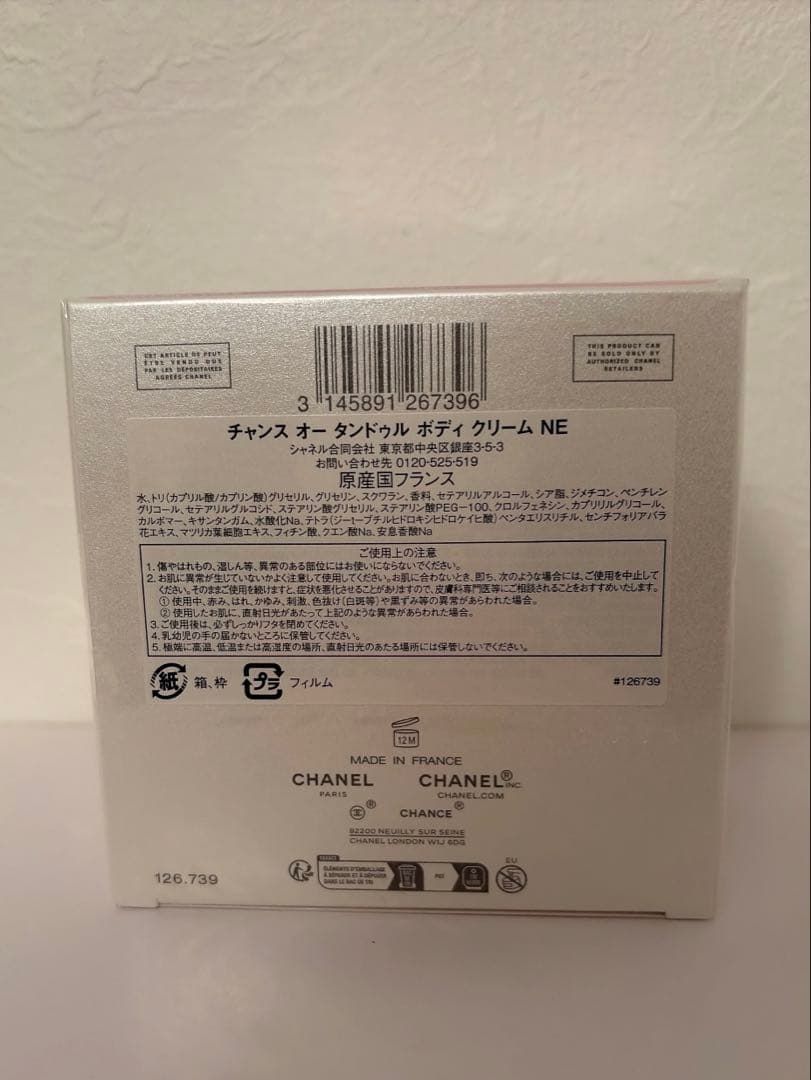 CET ARTICLE NE PEUT
ÊTRE VENDU QUE
PAR LES DÉPOSITAIRES
AGRÉÉS CHANEL
THIS PRODUCT CAN
BE SOLD ONLY BY
AUTHORIZED CHANEL
RETAILERS
3 145891 267396
チャンス オー タンドゥル ボディ クリーム NE
シャネル合同会社 東京都中央区銀座3-5-3
お問い合わせ先 0120-525-519
原産国フランス
水、トリ(カプリル酸/カプリン酸)グリセリル、グリセリン、スクワラン、香料、セテアリルアルコール、シア脂、ジメチコン、ペンチレン
グリコール、セテアリルグルコシド、ステアリン酸グリセリル、ステアリン酸PEG-100、クロルフェネシン、カプリリルグリコール、
カルボマー、キサンタンガム、水酸化Na、テトラ(ジ-t-ブチルヒドロキシヒドロケイヒ酸)ペンタエリスリチル、センチフォリアバラ
花エキス、マツリカ葉細胞エキス、フィチン酸、クエン酸Na、安息香酸Na
ご使用上の注意
1. 傷やはれもの、湿しん等、異常のある部位にはお使いにならないでください。
2. お肌に異常が生じていないかよく注意して使用してください。お肌に合わないとき、即ち、次のような場合には、ご使用を中止して
ください。そのままご使用を続けますと、症状を悪化させることがありますので、皮膚科専門医等にご相談されることをおすすめいたします。
① 使用中、赤み、はれ、かゆみ、刺激、色抜け(白斑等)や黒ずみ等の異常があらわれた場合。
② 使用したお肌に、直射日光があたって上記のような異常があらわれた場合。
3. ご使用後は、必ずしっかりフタを閉めてください。
4. 乳幼児の手の届かないところに保管してください。
5. 極端に高温、低温または高湿度の場所、直射日光のあたる場所には保管しないでください。
紙 箱、枠 プラ フィルム #126739
12M
MADE IN FRANCE
CHANEL CHANEL® INC.
PARIS CHANEL.COM
® CHANCE®
92200 NEUILLY SUR SEINE
CHANEL LONDON W1J 6DG
126.739
FRANCE
ÉLÉMENTS D'EMBALLAGE
À SÉPARER ET À DÉPOSER
DANS LE BAC DE TRI
EU